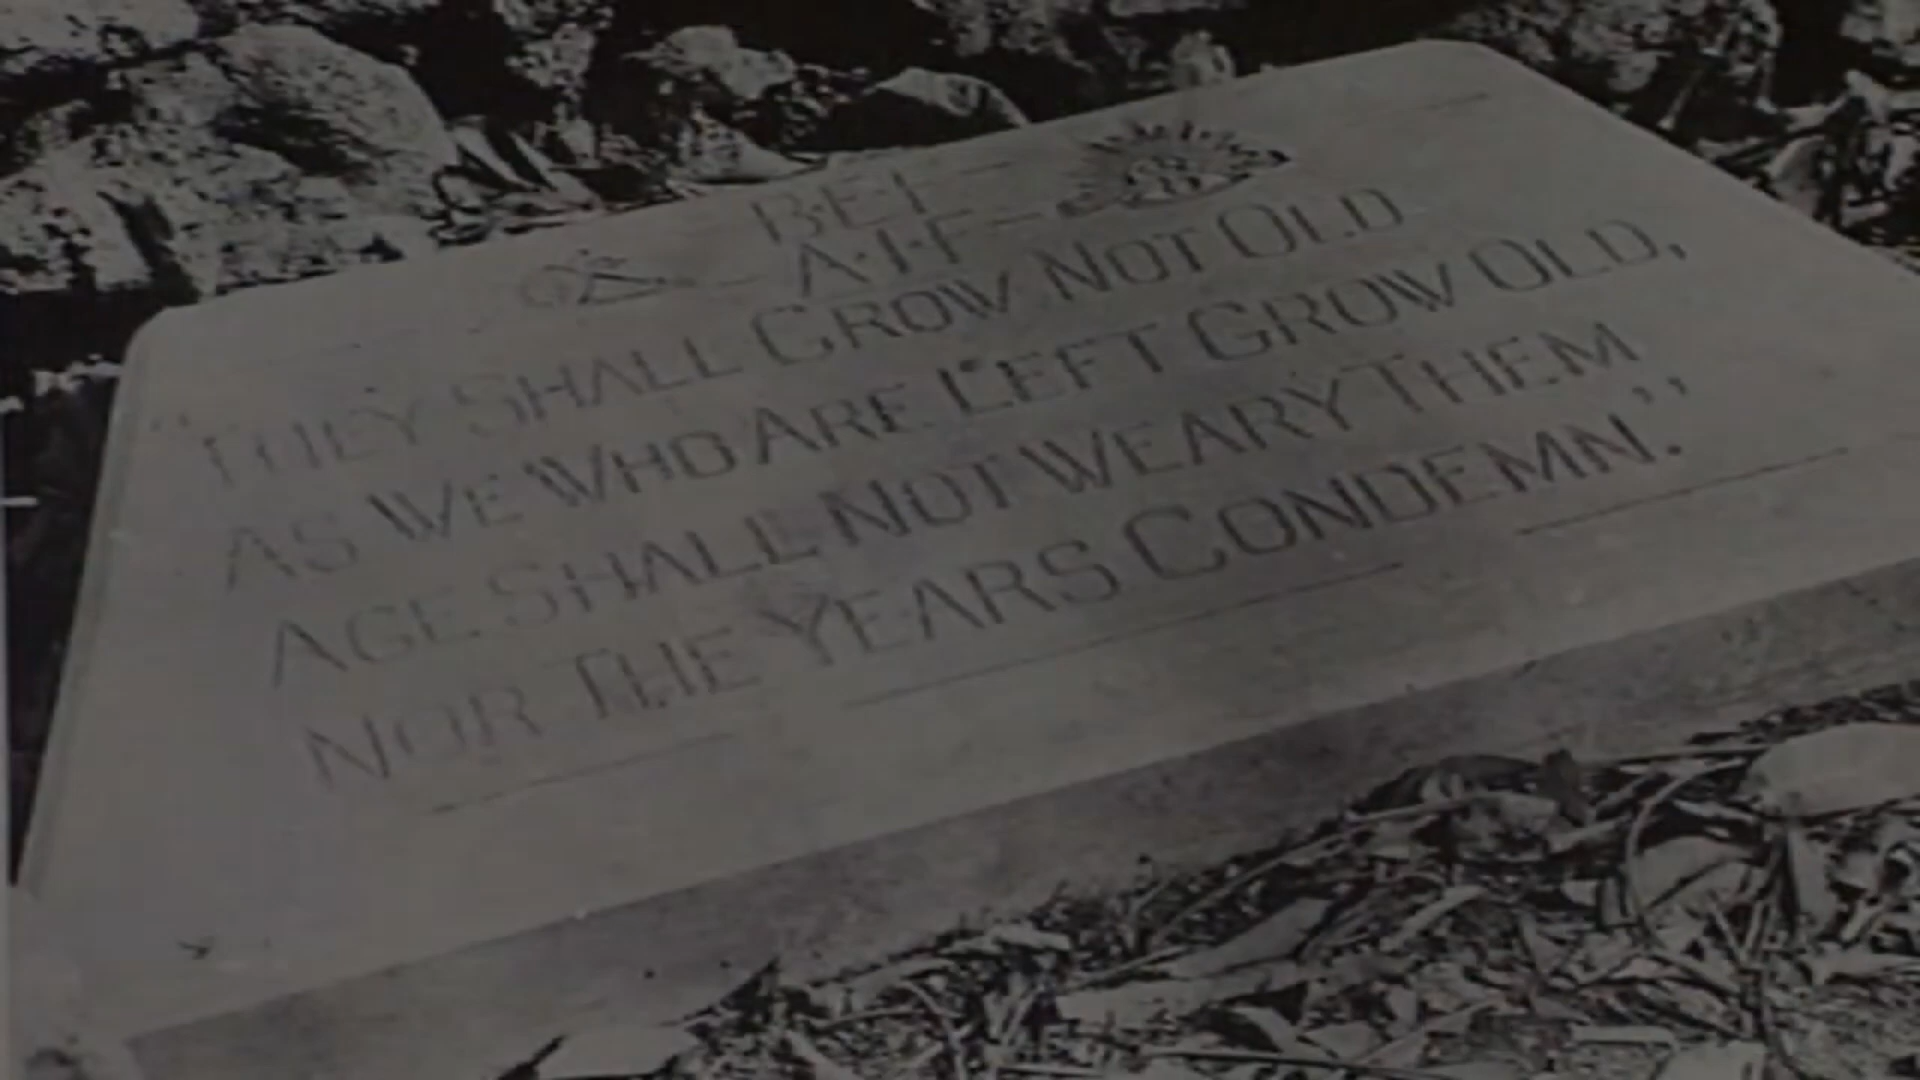 B·E·F
A·I·F
"THEY SHALL GROW NOT OLD
AS WE WHO ARE LEFT GROW OLD,
AGE SHALL NOT WEARY THEM
NOR THE YEARS CONDEMN."